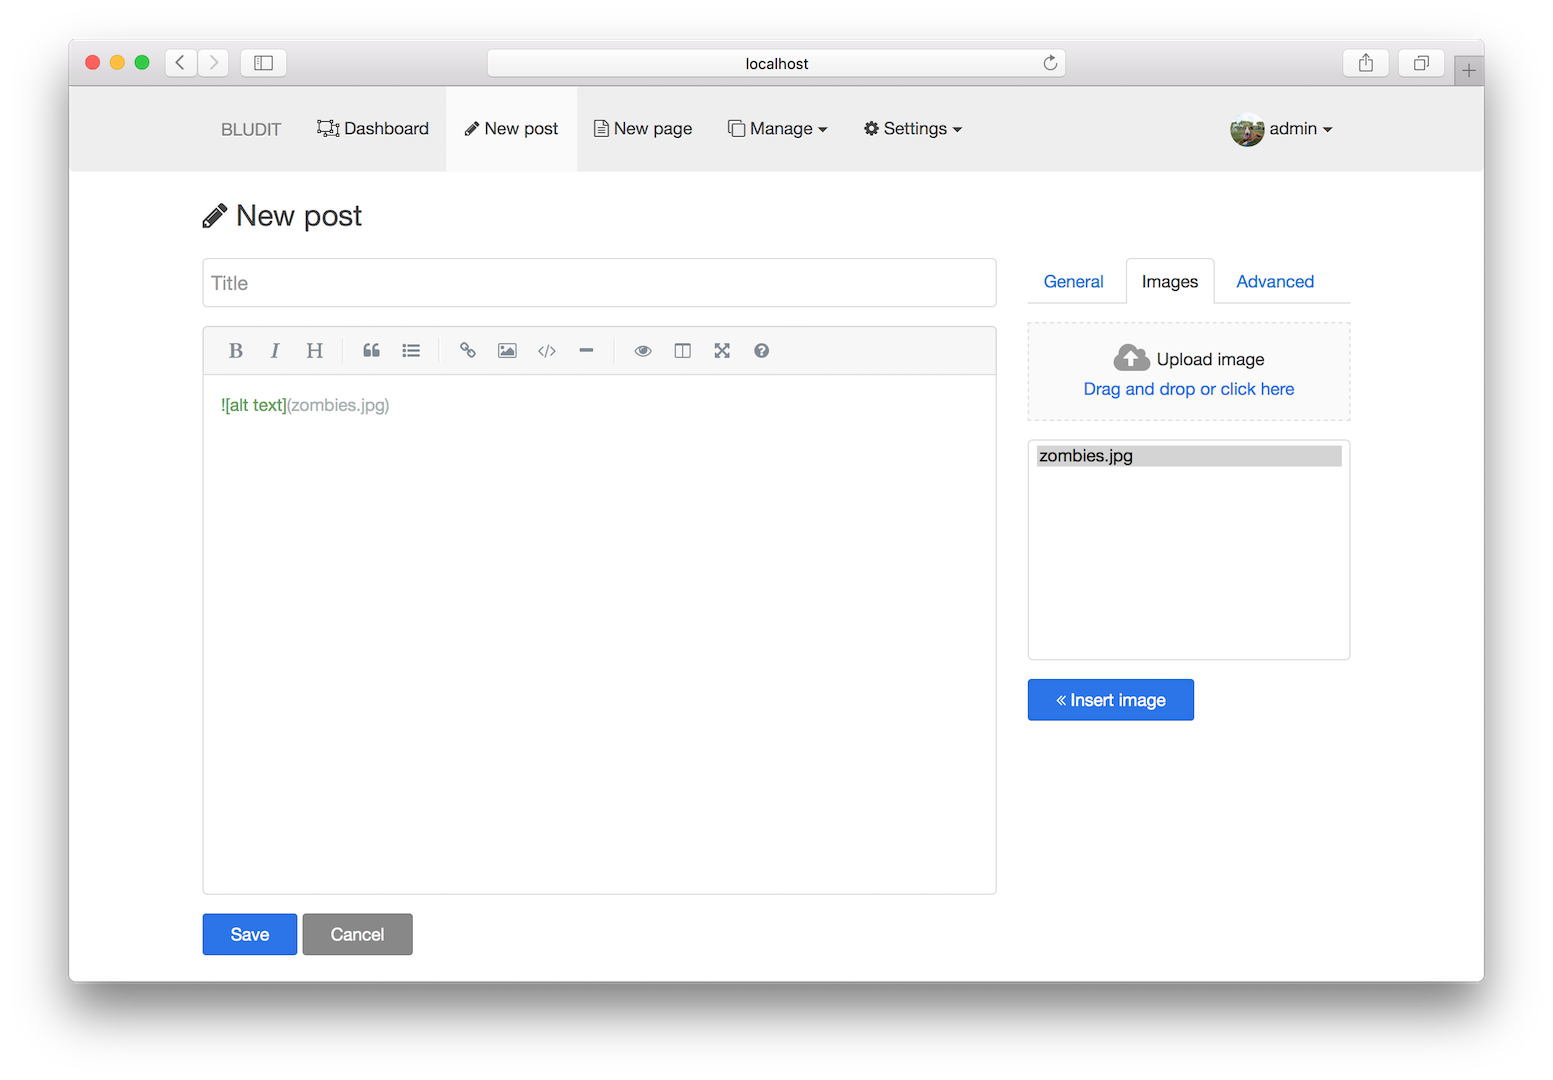 localhost
BLUDIT Dashboard New post New page Manage Settings admin
New post
Title
General Images Advanced
B I H
Upload image
Drag and drop or click here
![alt text](zombies.jpg)
zombies.jpg
« Insert image
Save Cancel